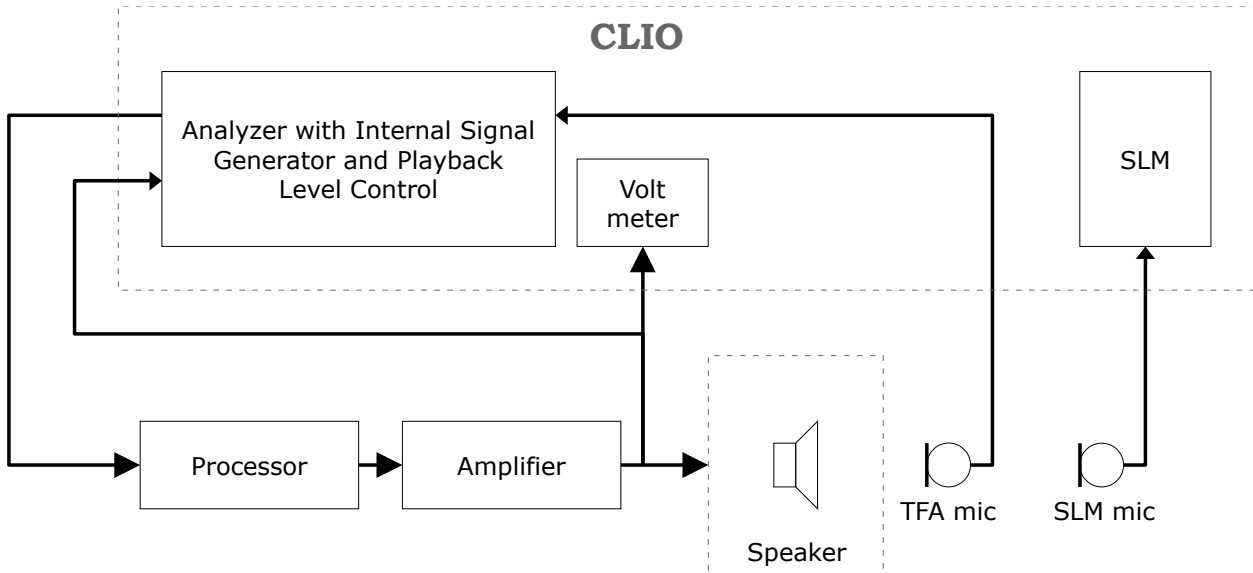 CLIO
Analyzer with Internal Signal
Generator and Playback
Level Control
Volt
meter
SLM
Processor
Amplifier
TFA mic
SLM mic
Speaker